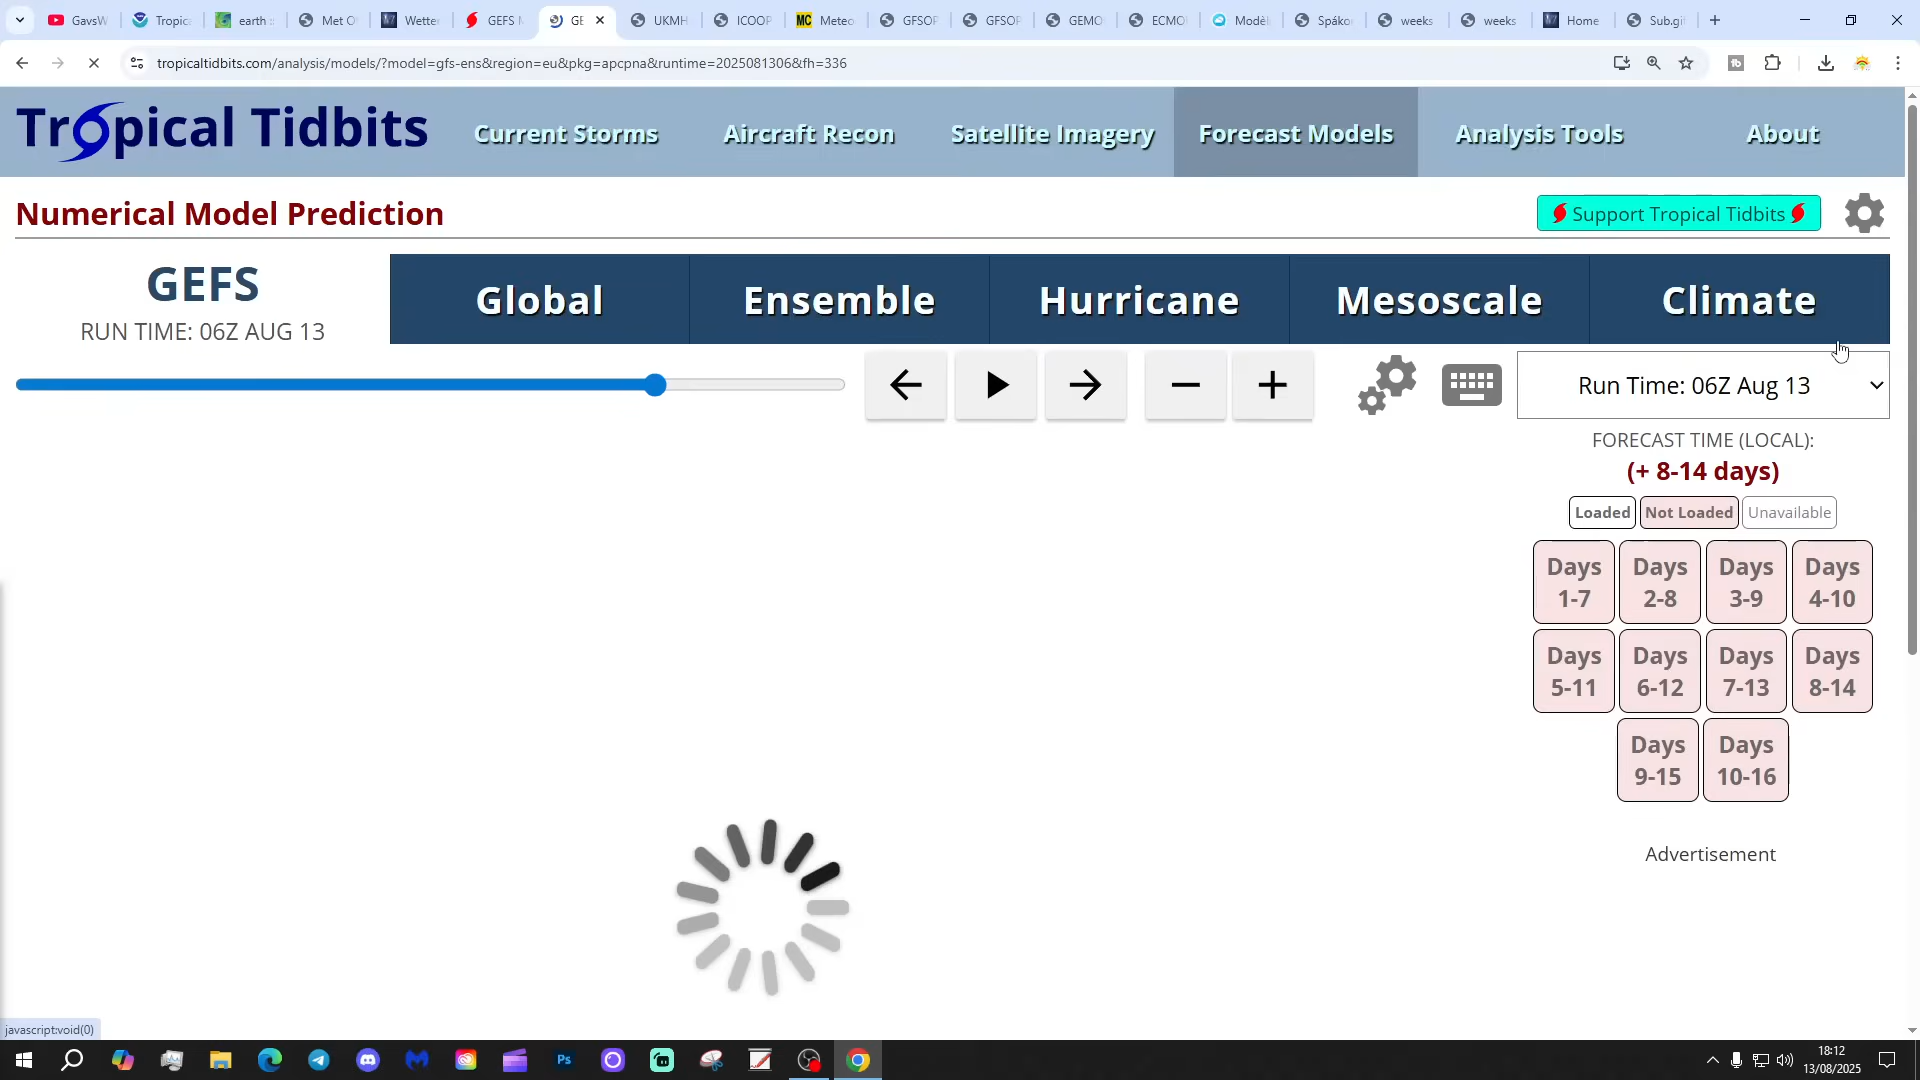 GavsW
Tropica
earth ::
Met O
Wette
GEFS M
GE
UKMH
ICOOP
MC Meteo
GFSOP
GFSOP
GEMO
ECMO
Modèl
Spáko
weeks
weeks
Home
Sub.gi
tropicaltidbits.com/analysis/models/?model=gfs-ens&region=eu&pkg=apcpna&runtime=2025081306&fh=336
Tropical Tidbits
Current Storms
Aircraft Recon
Satellite Imagery
Forecast Models
Analysis Tools
About
Numerical Model Prediction
Support Tropical Tidbits
GEFS
RUN TIME: 06Z AUG 13
Global
Ensemble
Hurricane
Mesoscale
Climate
Run Time: 06Z Aug 13
FORECAST TIME (LOCAL):
(+ 8-14 days)
Loaded
Not Loaded
Unavailable
Days 1-7
Days 2-8
Days 3-9
Days 4-10
Days 5-11
Days 6-12
Days 7-13
Days 8-14
Days 9-15
Days 10-16
Advertisement
javascript:void(0)
Ps
18:12
13/08/2025